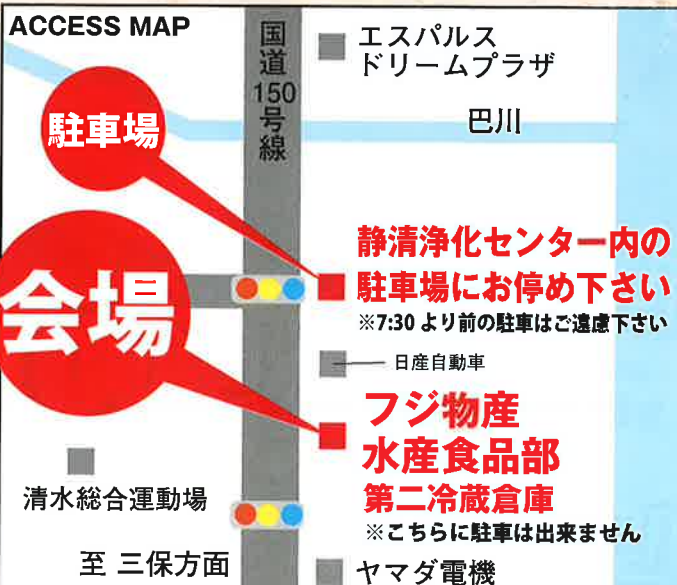 ACCESS MAP
国道150号線
エスパルス
ドリームプラザ
巴川
駐車場
静清浄化センター内の
駐車場にお停め下さい
※7:30 より前の駐車はご遠慮下さい
会場
日産自動車
フジ物産
水産食品部
第二冷蔵倉庫
※こちらに駐車は出来ません
清水総合運動場
至 三保方面
ヤマダ電機